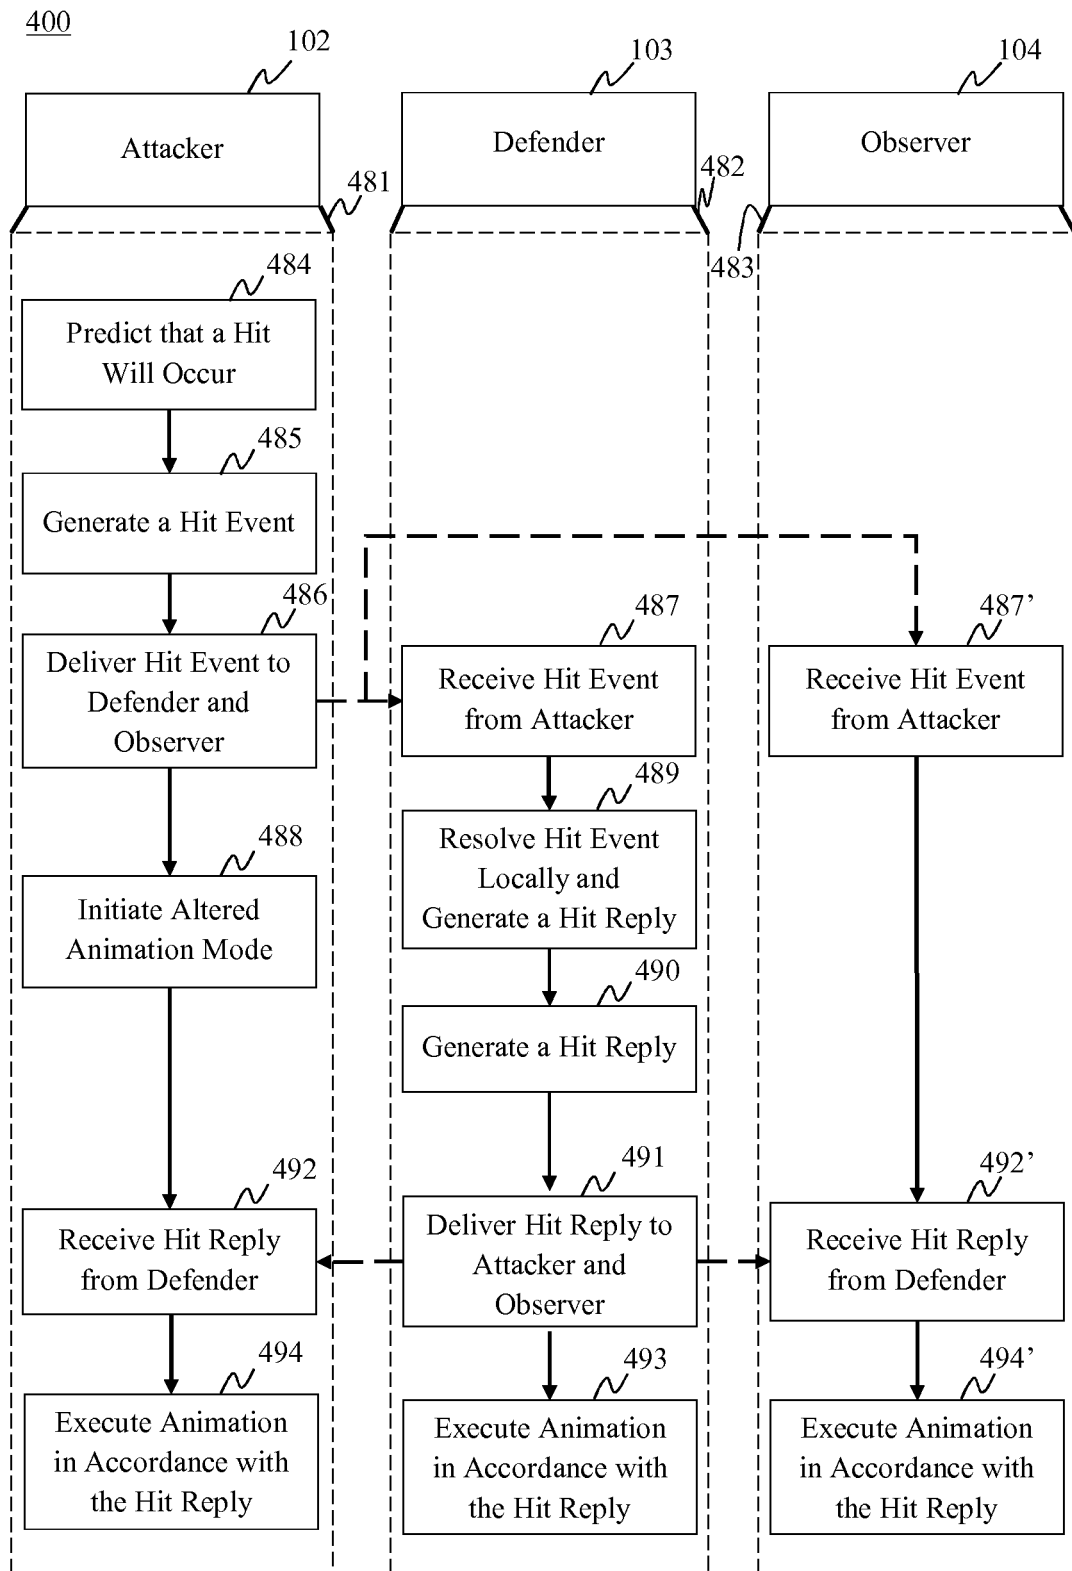 400
102
103
104
Attacker
Defender
Observer
481
482
483
484
Predict that a Hit
Will Occur
485
Generate a Hit Event
486
Deliver Hit Event to
Defender and
Observer
487
Receive Hit Event
from Attacker
487’
Receive Hit Event
from Attacker
488
Initiate Altered
Animation Mode
489
Resolve Hit Event
Locally and
Generate a Hit Reply
490
Generate a Hit Reply
491
Deliver Hit Reply to
Attacker and
Observer
492
Receive Hit Reply
from Defender
492’
Receive Hit Reply
from Defender
494
Execute Animation
in Accordance with
the Hit Reply
493
Execute Animation
in Accordance with
the Hit Reply
494’
Execute Animation
in Accordance with
the Hit Reply